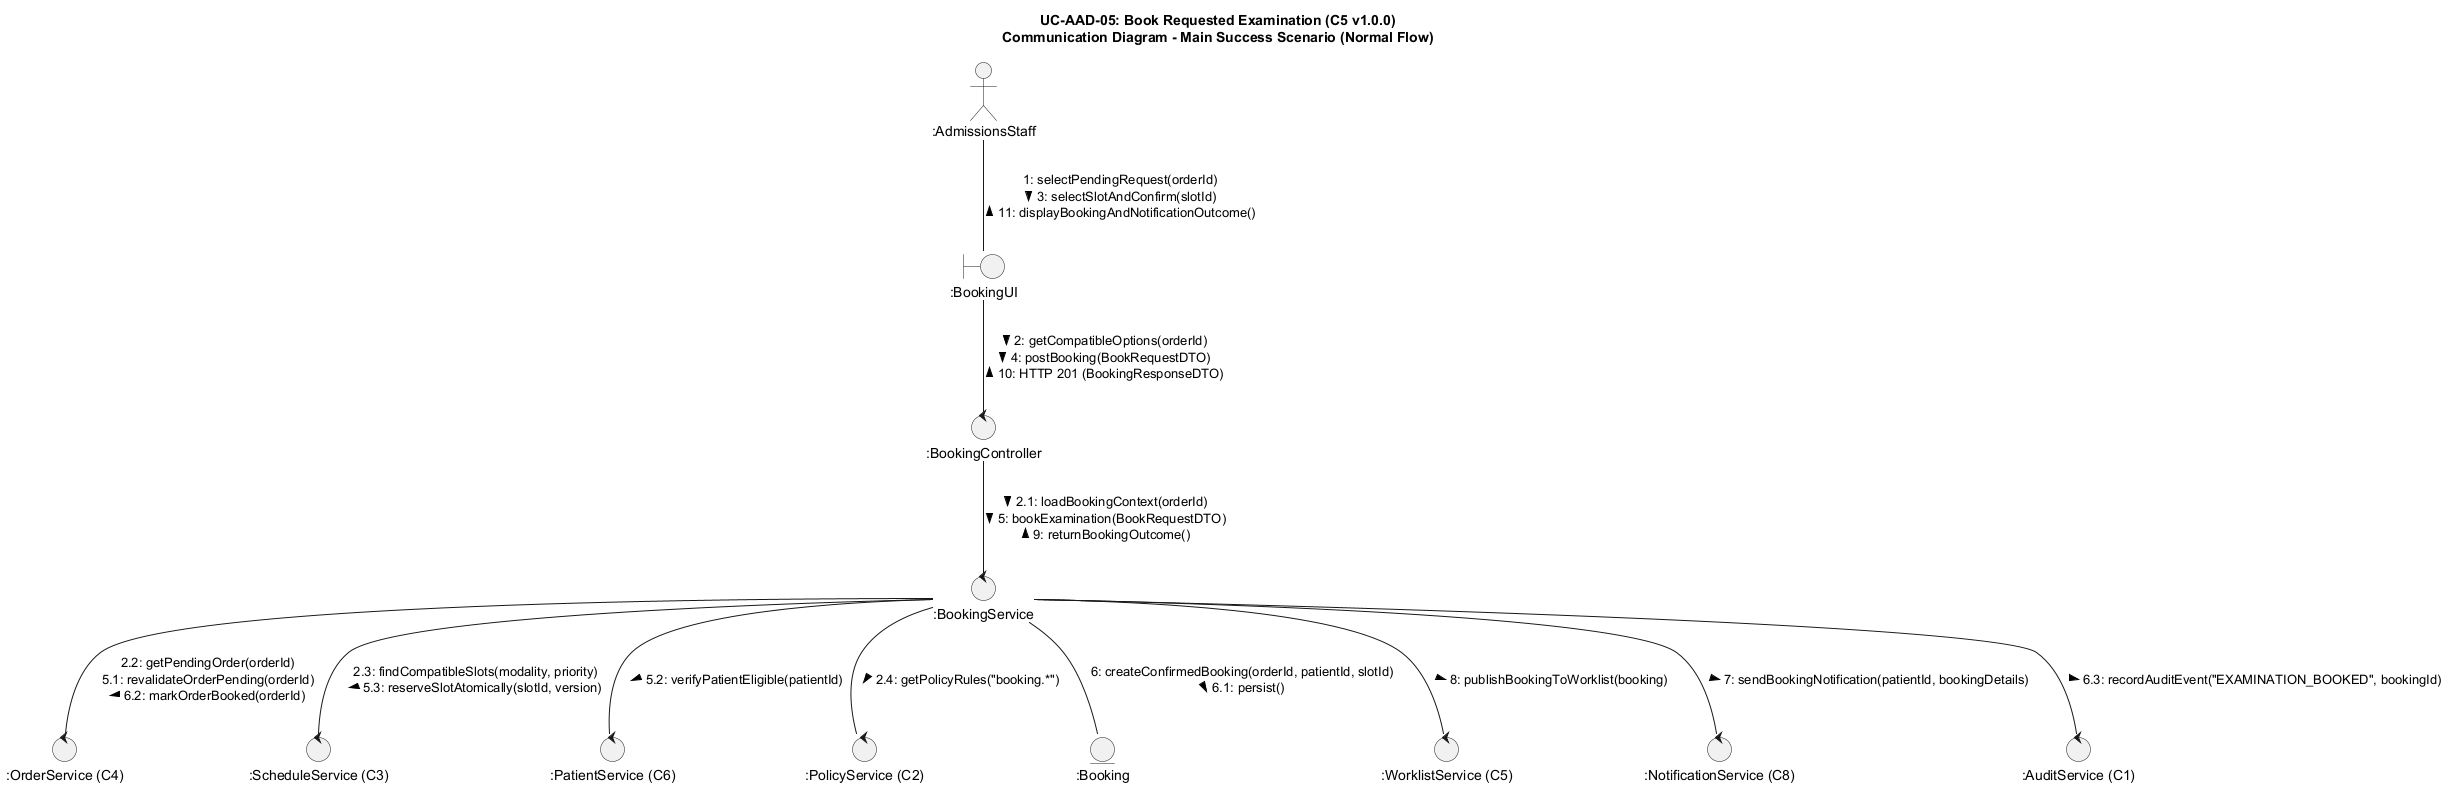 UC-AAD-05: Book Requested Examination (C5 v1.0.0)
Communication Diagram - Main Success Scenario (Normal Flow)
:AdmissionsStaff
1: selectPendingRequest(orderId)
3: selectSlotAndConfirm(slotId)
11: displayBookingAndNotificationOutcome()
:BookingUI
2: getCompatibleOptions(orderId)
4: postBooking(BookRequestDTO)
10: HTTP 201 (BookingResponseDTO)
:BookingController
2.1: loadBookingContext(orderId)
5: bookExamination(BookRequestDTO)
9: returnBookingOutcome()
:BookingService
2.2: getPendingOrder(orderId)
5.1: revalidateOrderPending(orderId)
6.2: markOrderBooked(orderId)
2.3: findCompatibleSlots(modality, priority)
5.3: reserveSlotAtomically(slotId, version)
5.2: verifyPatientEligible(patientId)
2.4: getPolicyRules("booking.*")
6: createConfirmedBooking(orderId, patientId, slotId)
6.1: persist()
8: publishBookingToWorklist(booking)
7: sendBookingNotification(patientId, bookingDetails)
6.3: recordAuditEvent("EXAMINATION_BOOKED", bookingId)
:OrderService (C4)
:ScheduleService (C3)
:PatientService (C6)
:PolicyService (C2)
:Booking
:WorklistService (C5)
:NotificationService (C8)
:AuditService (C1)